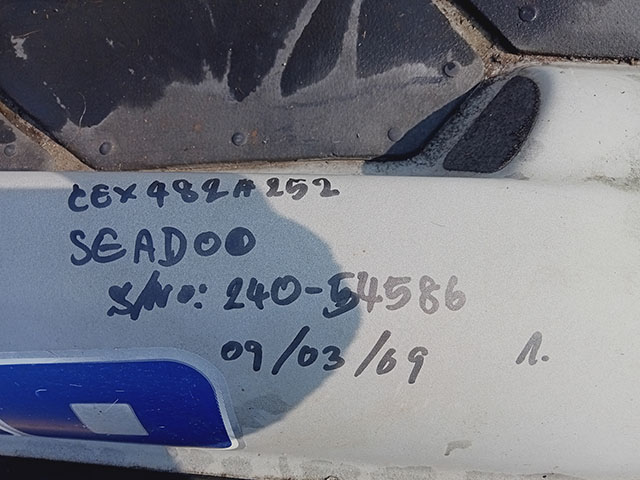 CEX482A252
SEADOO
S/No: 240-54586
09/03/09 1.